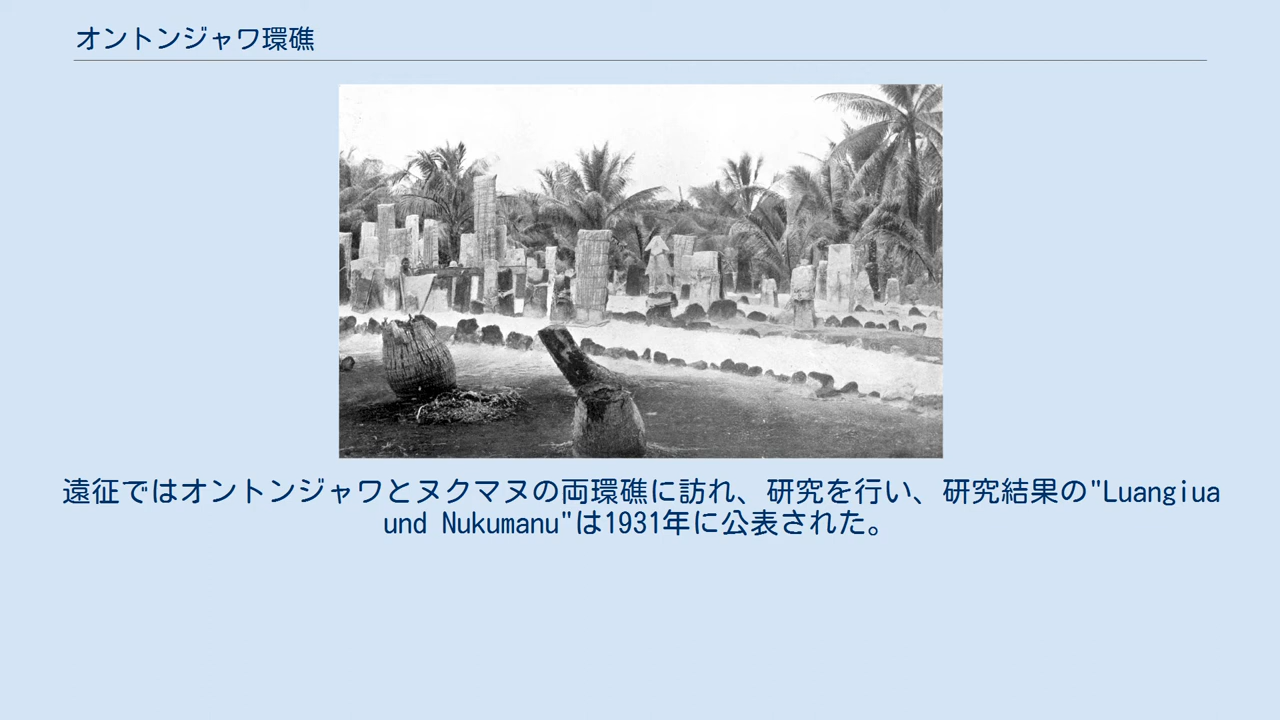 オントンジャワ環礁
遠征ではオントンジャワとヌクマヌの両環礁に訪れ、研究を行い、研究結果の"Luangiua
und Nukumanu"は1931年に公表された。